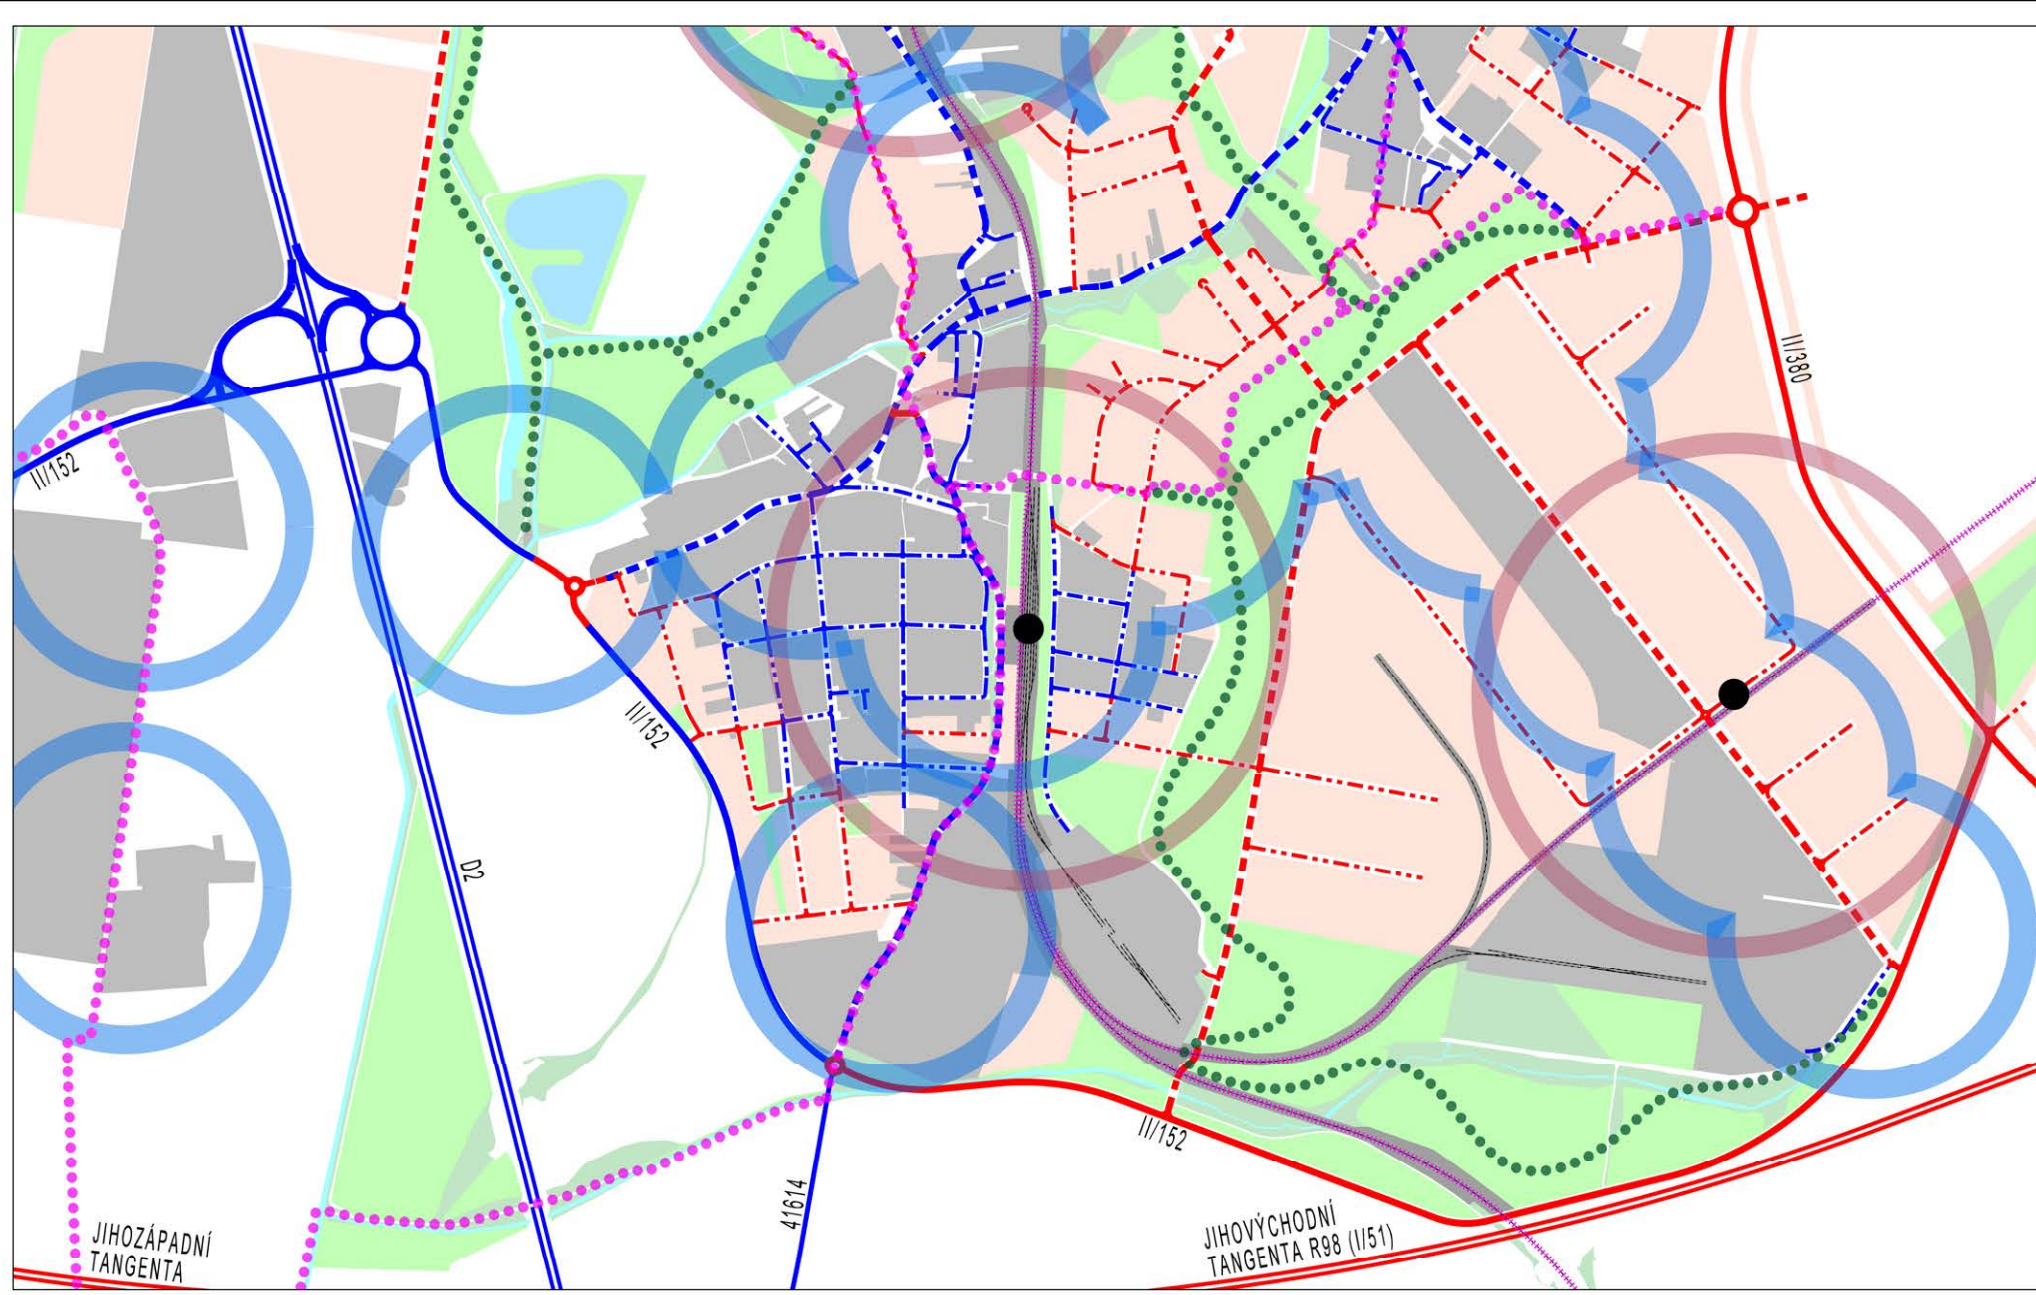 II/380
II/152
II/152
D2
II/152
41614
JIHOZÁPADNÍ
TANGENTA
JIHOVÝCHODNÍ
TANGENTA R98 (I/51)